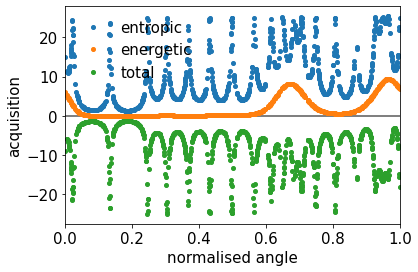 entropic
energetic
total
acquisition
20
10
0
−10
−20
0.0 0.2 0.4 0.6 0.8 1.0
normalised angle